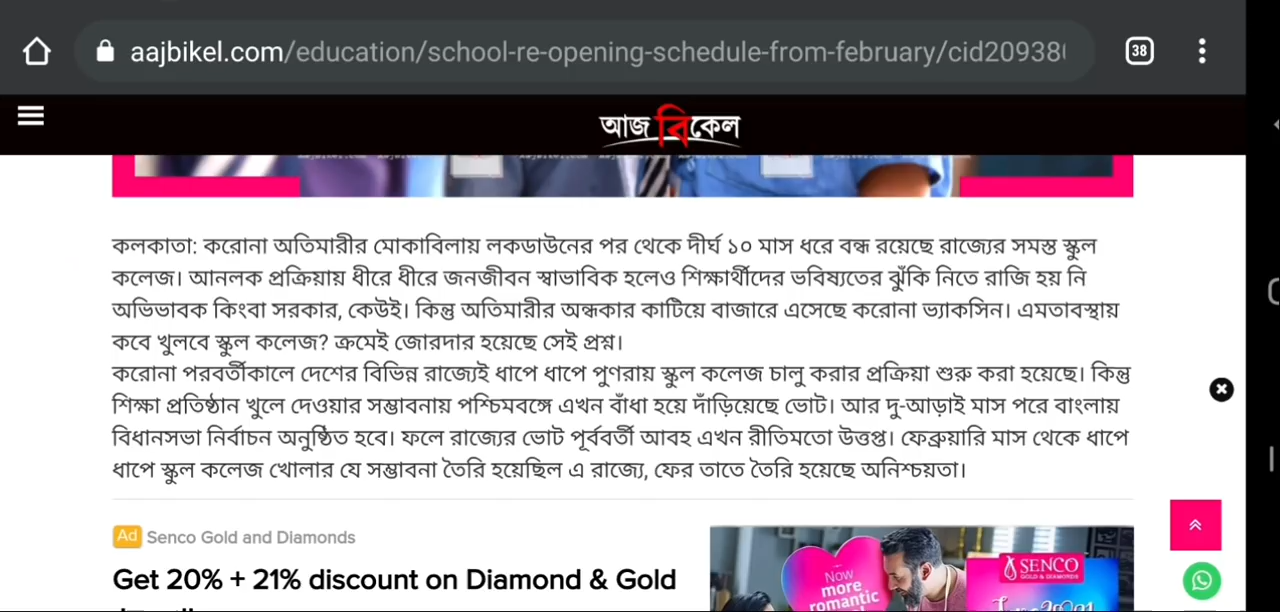 aajbikel.com/education/school-re-opening-schedule-from-february/cid20938
38
আজ বিকেল
কলকাতা: করোনা অতিমারীর মোকাবিলায় লকডাউনের পর থেকে দীর্ঘ ১০ মাস ধরে বন্ধ রয়েছে রাজ্যের সমস্ত স্কুল
কলেজ। আনলক প্রক্রিয়ায় ধীরে ধীরে জনজীবন স্বাভাবিক হলেও শিক্ষার্থীদের ভবিষ্যতের ঝুঁকি নিতে রাজি হয় নি
অভিভাবক কিংবা সরকার, কেউই। কিন্তু অতিমারীর অন্ধকার কাটিয়ে বাজারে এসেছে করোনা ভ্যাকসিন। এমতাবস্থায়
কবে খুলবে স্কুল কলেজ? ক্রমেই জোরদার হয়েছে সেই প্রশ্ন।
করোনা পরবর্তীকালে দেশের বিভিন্ন রাজ্যেই ধাপে ধাপে পুণরায় স্কুল কলেজ চালু করার প্রক্রিয়া শুরু করা হয়েছে। কিন্তু
শিক্ষা প্রতিষ্ঠান খুলে দেওয়ার সম্ভাবনায় পশ্চিমবঙ্গে এখন বাঁধা হয়ে দাঁড়িয়েছে ভোট। আর দু-আড়াই মাস পরে বাংলায়
বিধানসভা নির্বাচন অনুষ্ঠিত হবে। ফলে রাজ্যের ভোট পূর্ববর্তী আবহ এখন রীতিমতো উত্তপ্ত। ফেব্রুয়ারি মাস থেকে ধাপে
ধাপে স্কুল কলেজ খোলার যে সম্ভাবনা তৈরি হয়েছিল এ রাজ্যে, ফের তাতে তৈরি হয়েছে অনিশ্চয়তা।
Ad Senco Gold and Diamonds
Get 20% + 21% discount on Diamond & Gold
Now
more
romantic
SENCO
GOLD & DIAMONDS